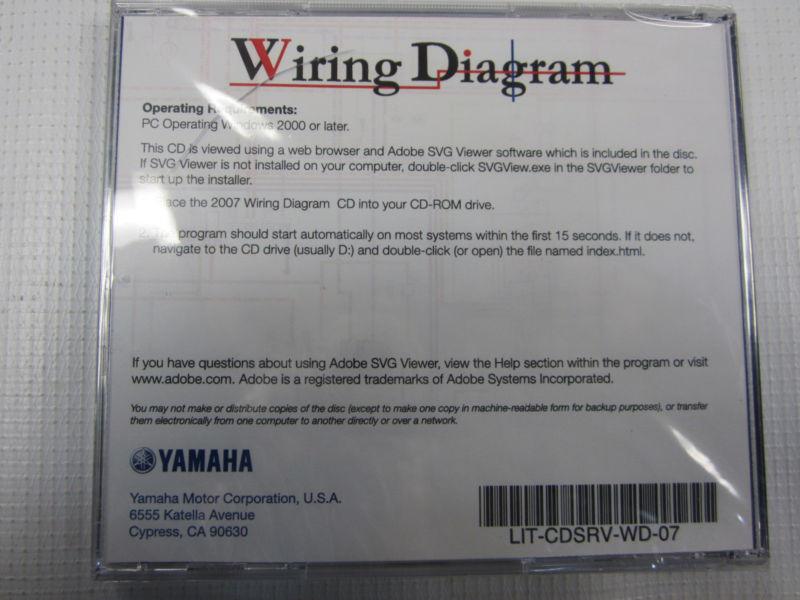 Wiring Diagram
Operating Requirements:
PC Operating Windows 2000 or later.
This CD is viewed using a web browser and Adobe SVG Viewer software which is included in the disc.
If SVG Viewer is not installed on your computer, double-click SVGView.exe in the SVGViewer folder to
start up the installer.
the 2007 Wiring Diagram CD into your CD-ROM drive.
2. The program should start automatically on most systems within the first 15 seconds. If it does not,
navigate to the CD drive (usually D:) and double-click (or open) the file named index.html.
If you have questions about using Adobe SVG Viewer, view the Help section within the program or visit
www.adobe.com. Adobe is a registered trademarks of Adobe Systems Incorporated.
You may not make or distribute copies of the disc (except to make one copy in machine-readable form for backup purposes), or transfer
them electronically from one computer to another directly or over a network.
YAMAHA
Yamaha Motor Corporation, U.S.A.
6555 Katella Avenue
Cypress, CA 90630
LIT-CDSRV-WD-07